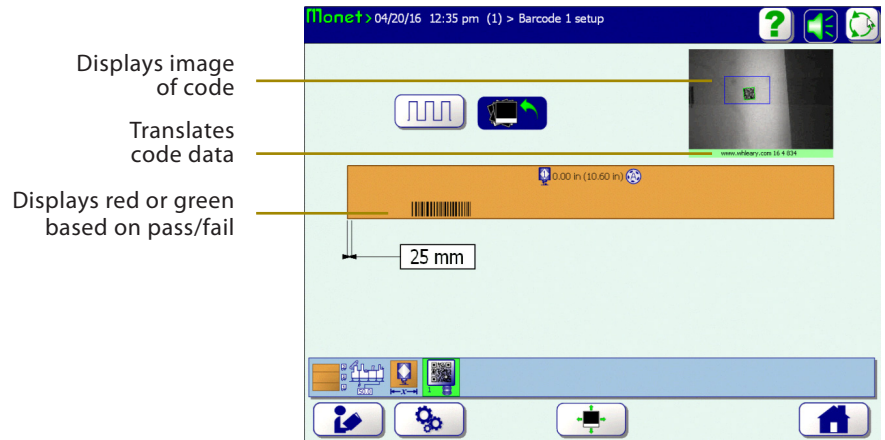 Monet> 04/20/16 12:35 pm (1) > Barcode 1 setup
?
Displays image
of code
Translates
code data
www.whleary.com 16 4 834
Displays red or green
based on pass/fail
0.00 in (10.60 in)
25 mm
x
1